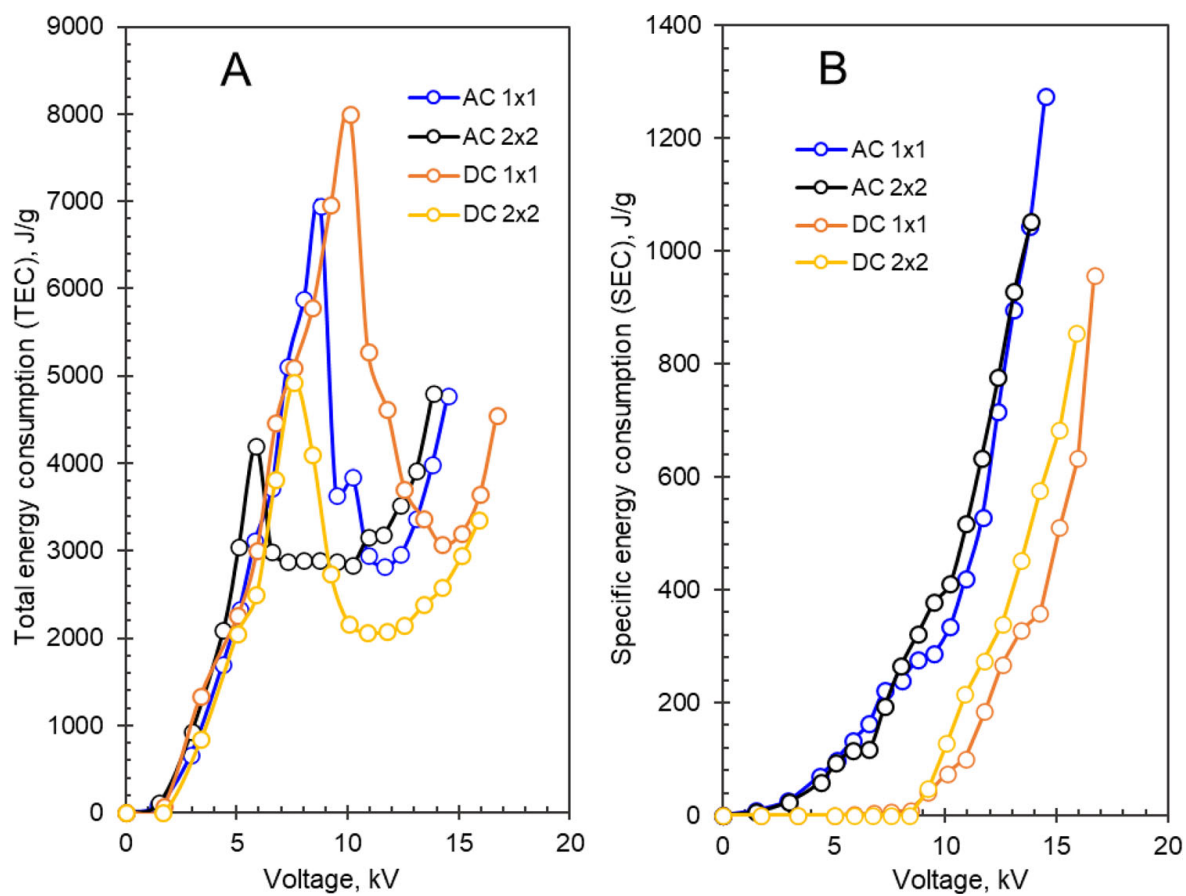 A
Total energy consumption (TEC), J/g
9000
8000
7000
6000
5000
4000
3000
2000
1000
0
0 5 10 15 20
Voltage, kV
AC 1x1
AC 2x2
DC 1x1
DC 2x2
B
Specific energy consumption (SEC), J/g
1400
1200
1000
800
600
400
200
0
0 5 10 15 20
Voltage, kV
AC 1x1
AC 2x2
DC 1x1
DC 2x2